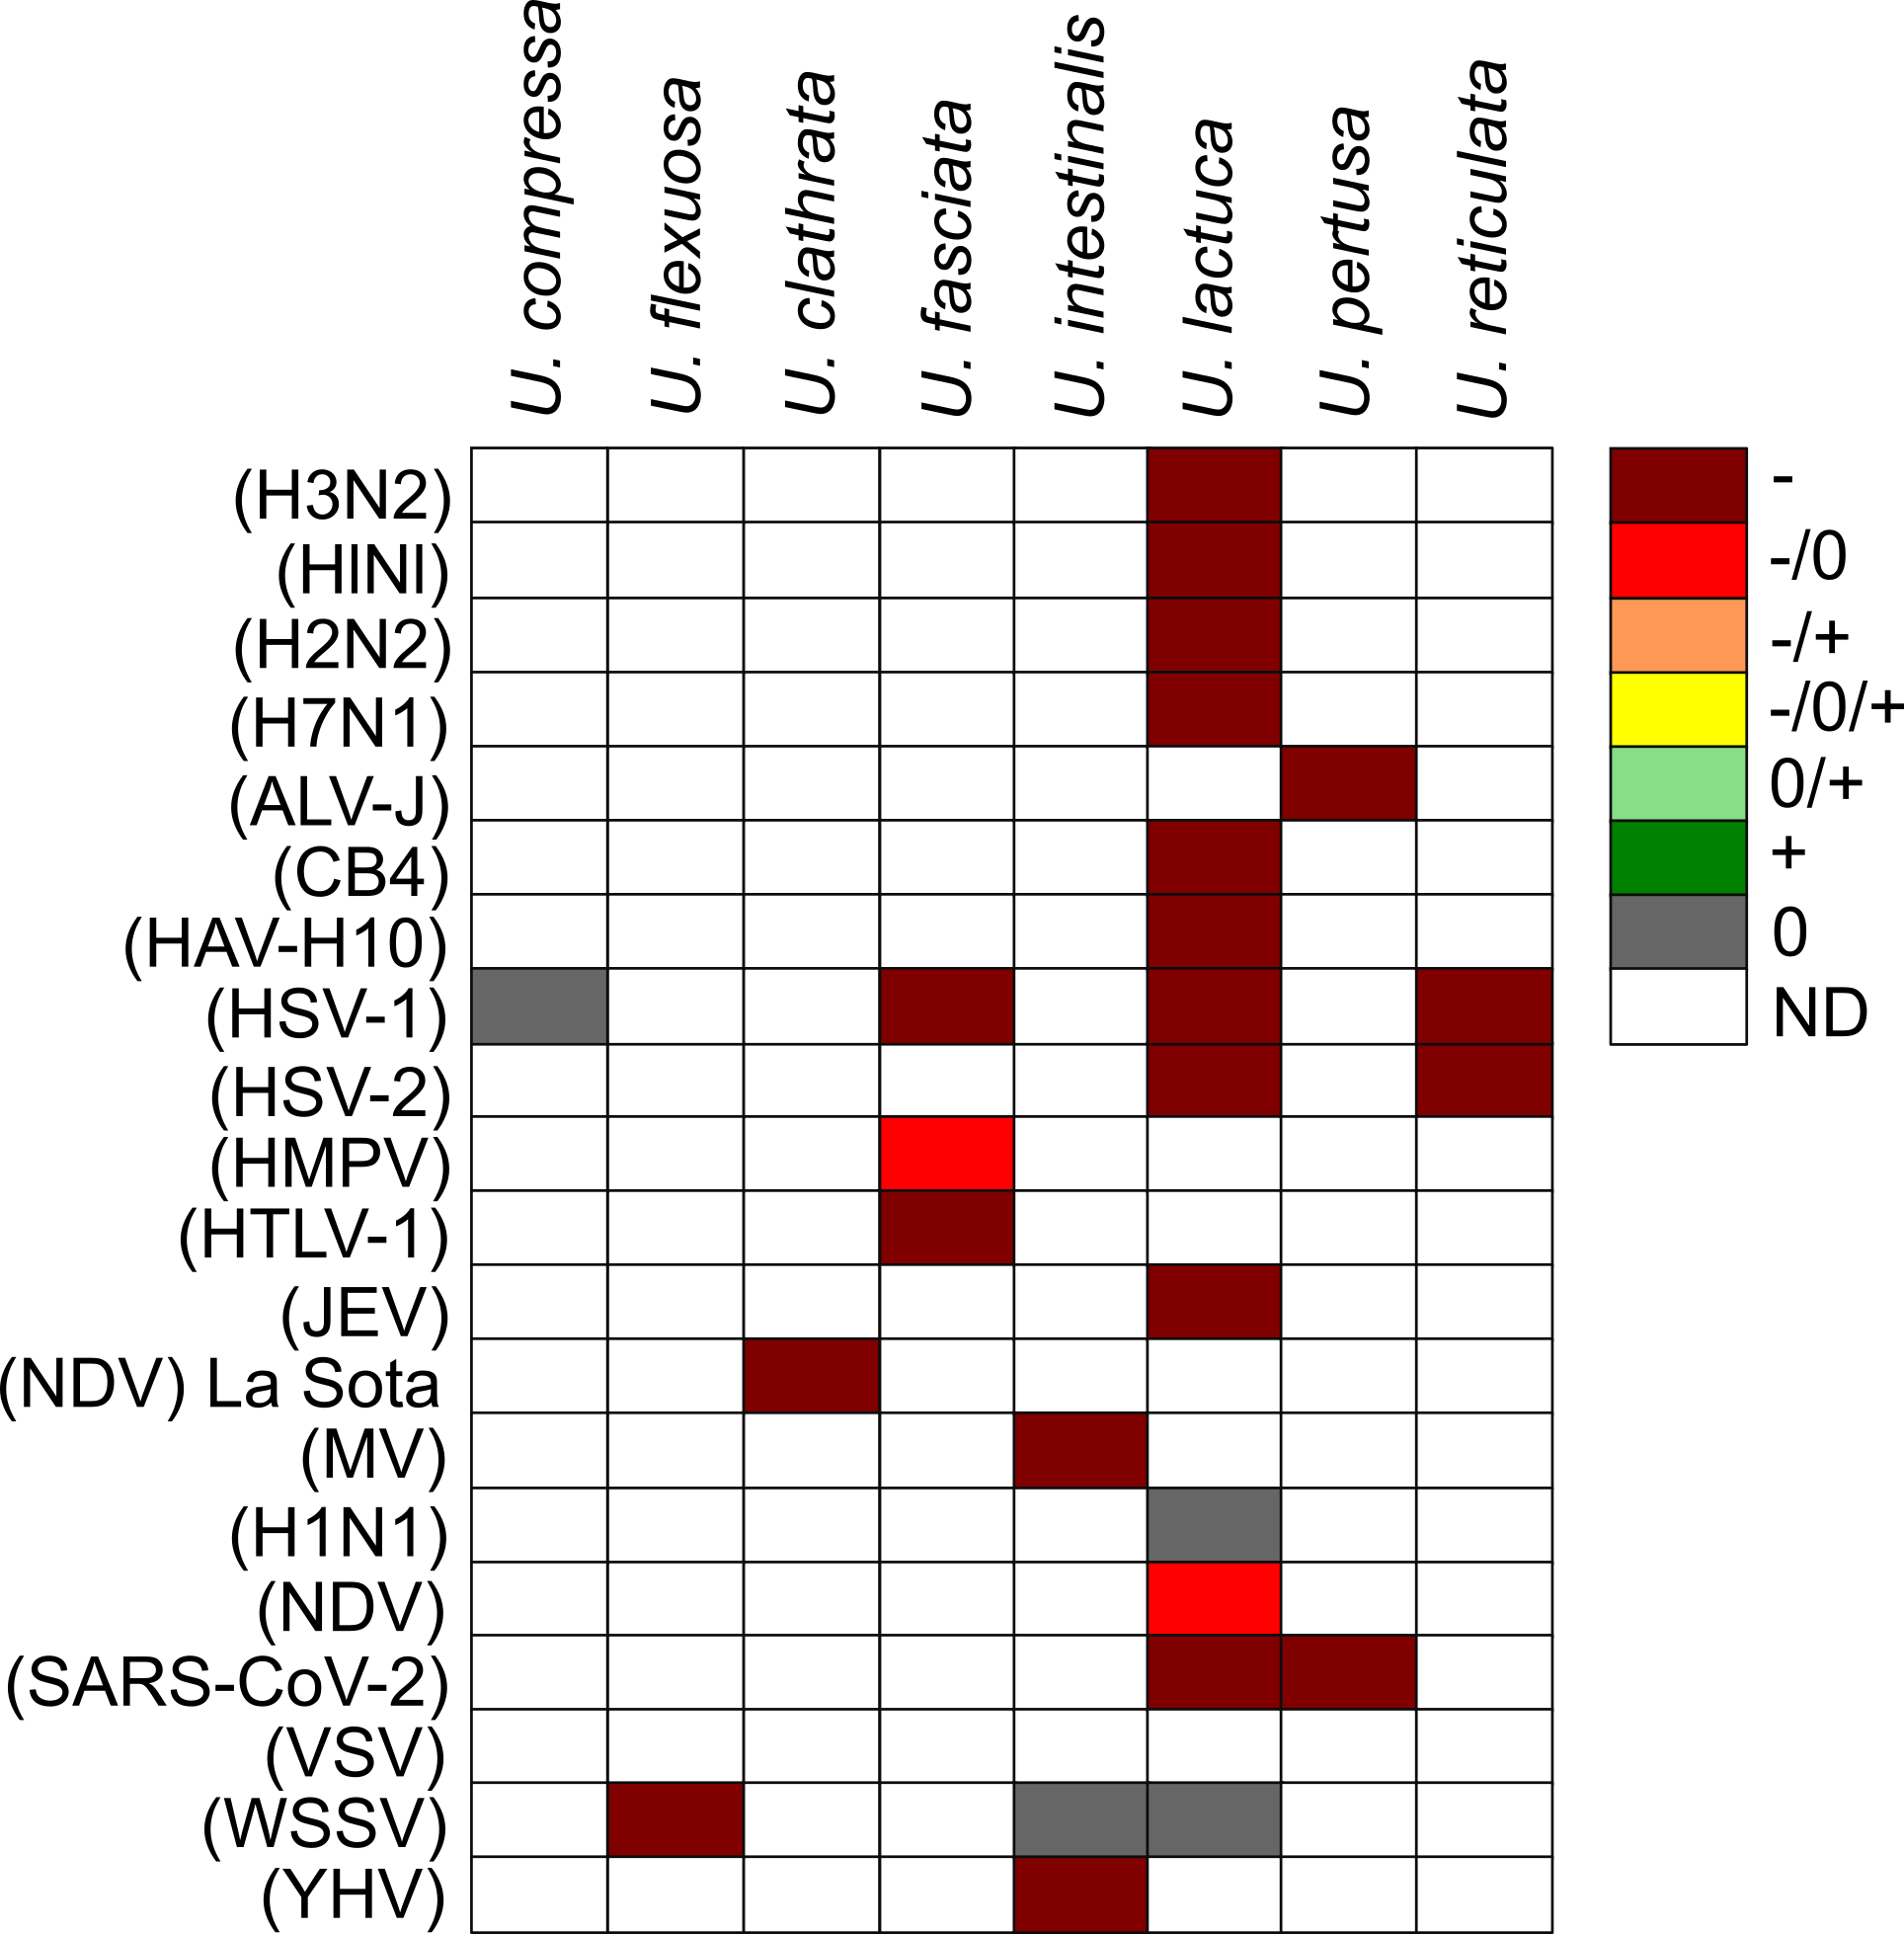 U. compressa
U. flexuosa
U. clathrata
U. fasciata
U. intestinalis
U. lactuca
U. pertusa
U. reticulata
(H3N2)
(HINI)
(H2N2)
(H7N1)
(ALV-J)
(CB4)
(HAV-H10)
(HSV-1)
(HSV-2)
(HMPV)
(HTLV-1)
(JEV)
(NDV) La Sota
(MV)
(H1N1)
(NDV)
(SARS-CoV-2)
(VSV)
(WSSV)
(YHV)
-
-/0
-/+
-/0/+
0/+
+
0
ND